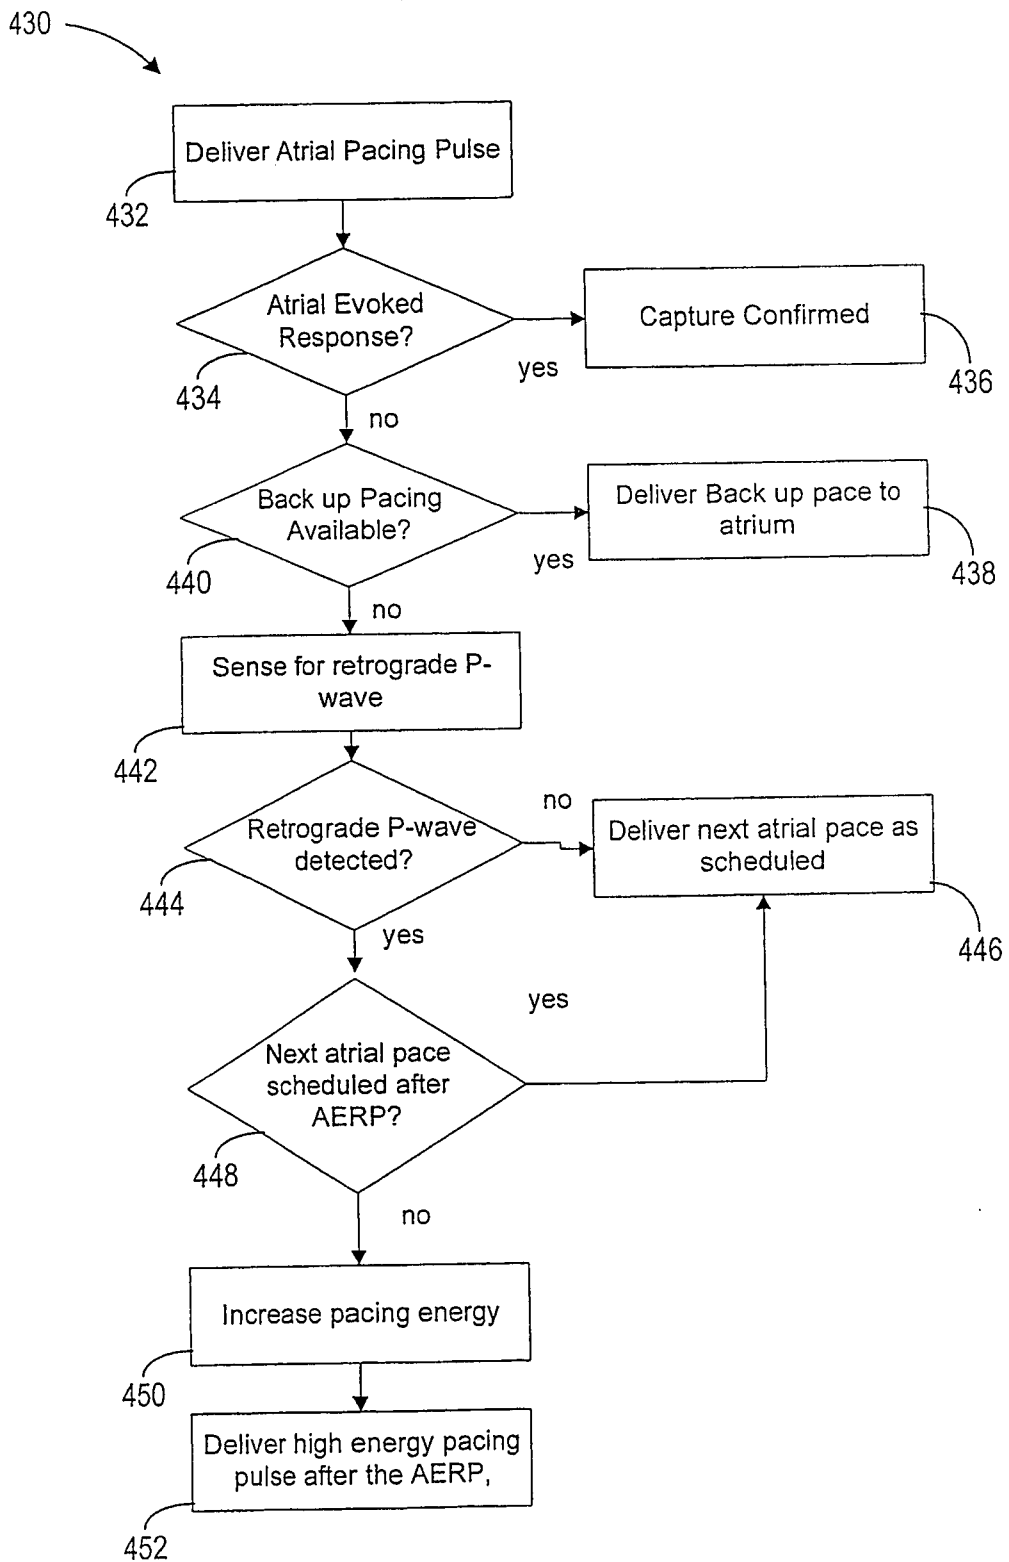 430
Deliver Atrial Pacing Pulse
432
Atrial Evoked
Response?
434
yes
Capture Confirmed
436
no
Back up Pacing
Available?
440
yes
Deliver Back up pace to
atrium
438
no
Sense for retrograde P-
wave
442
Retrograde P-wave
detected?
444
no
Deliver next atrial pace as
scheduled
446
yes
Next atrial pace
scheduled after
AERP?
448
yes
no
Increase pacing energy
450
Deliver high energy pacing
pulse after the AERP,
452